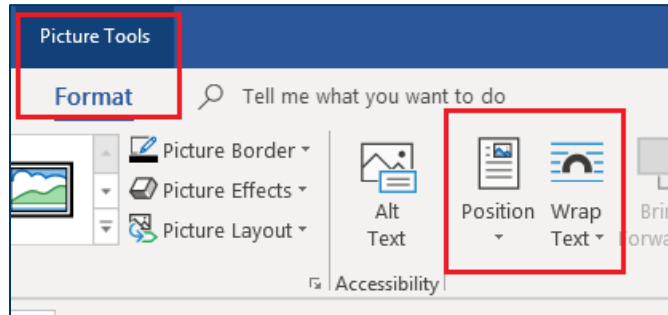 Picture Tools
Format
Tell me what you want to do
Picture Border
Picture Effects
Picture Layout
Alt
Text
Position
Wrap
Text
Accessibility